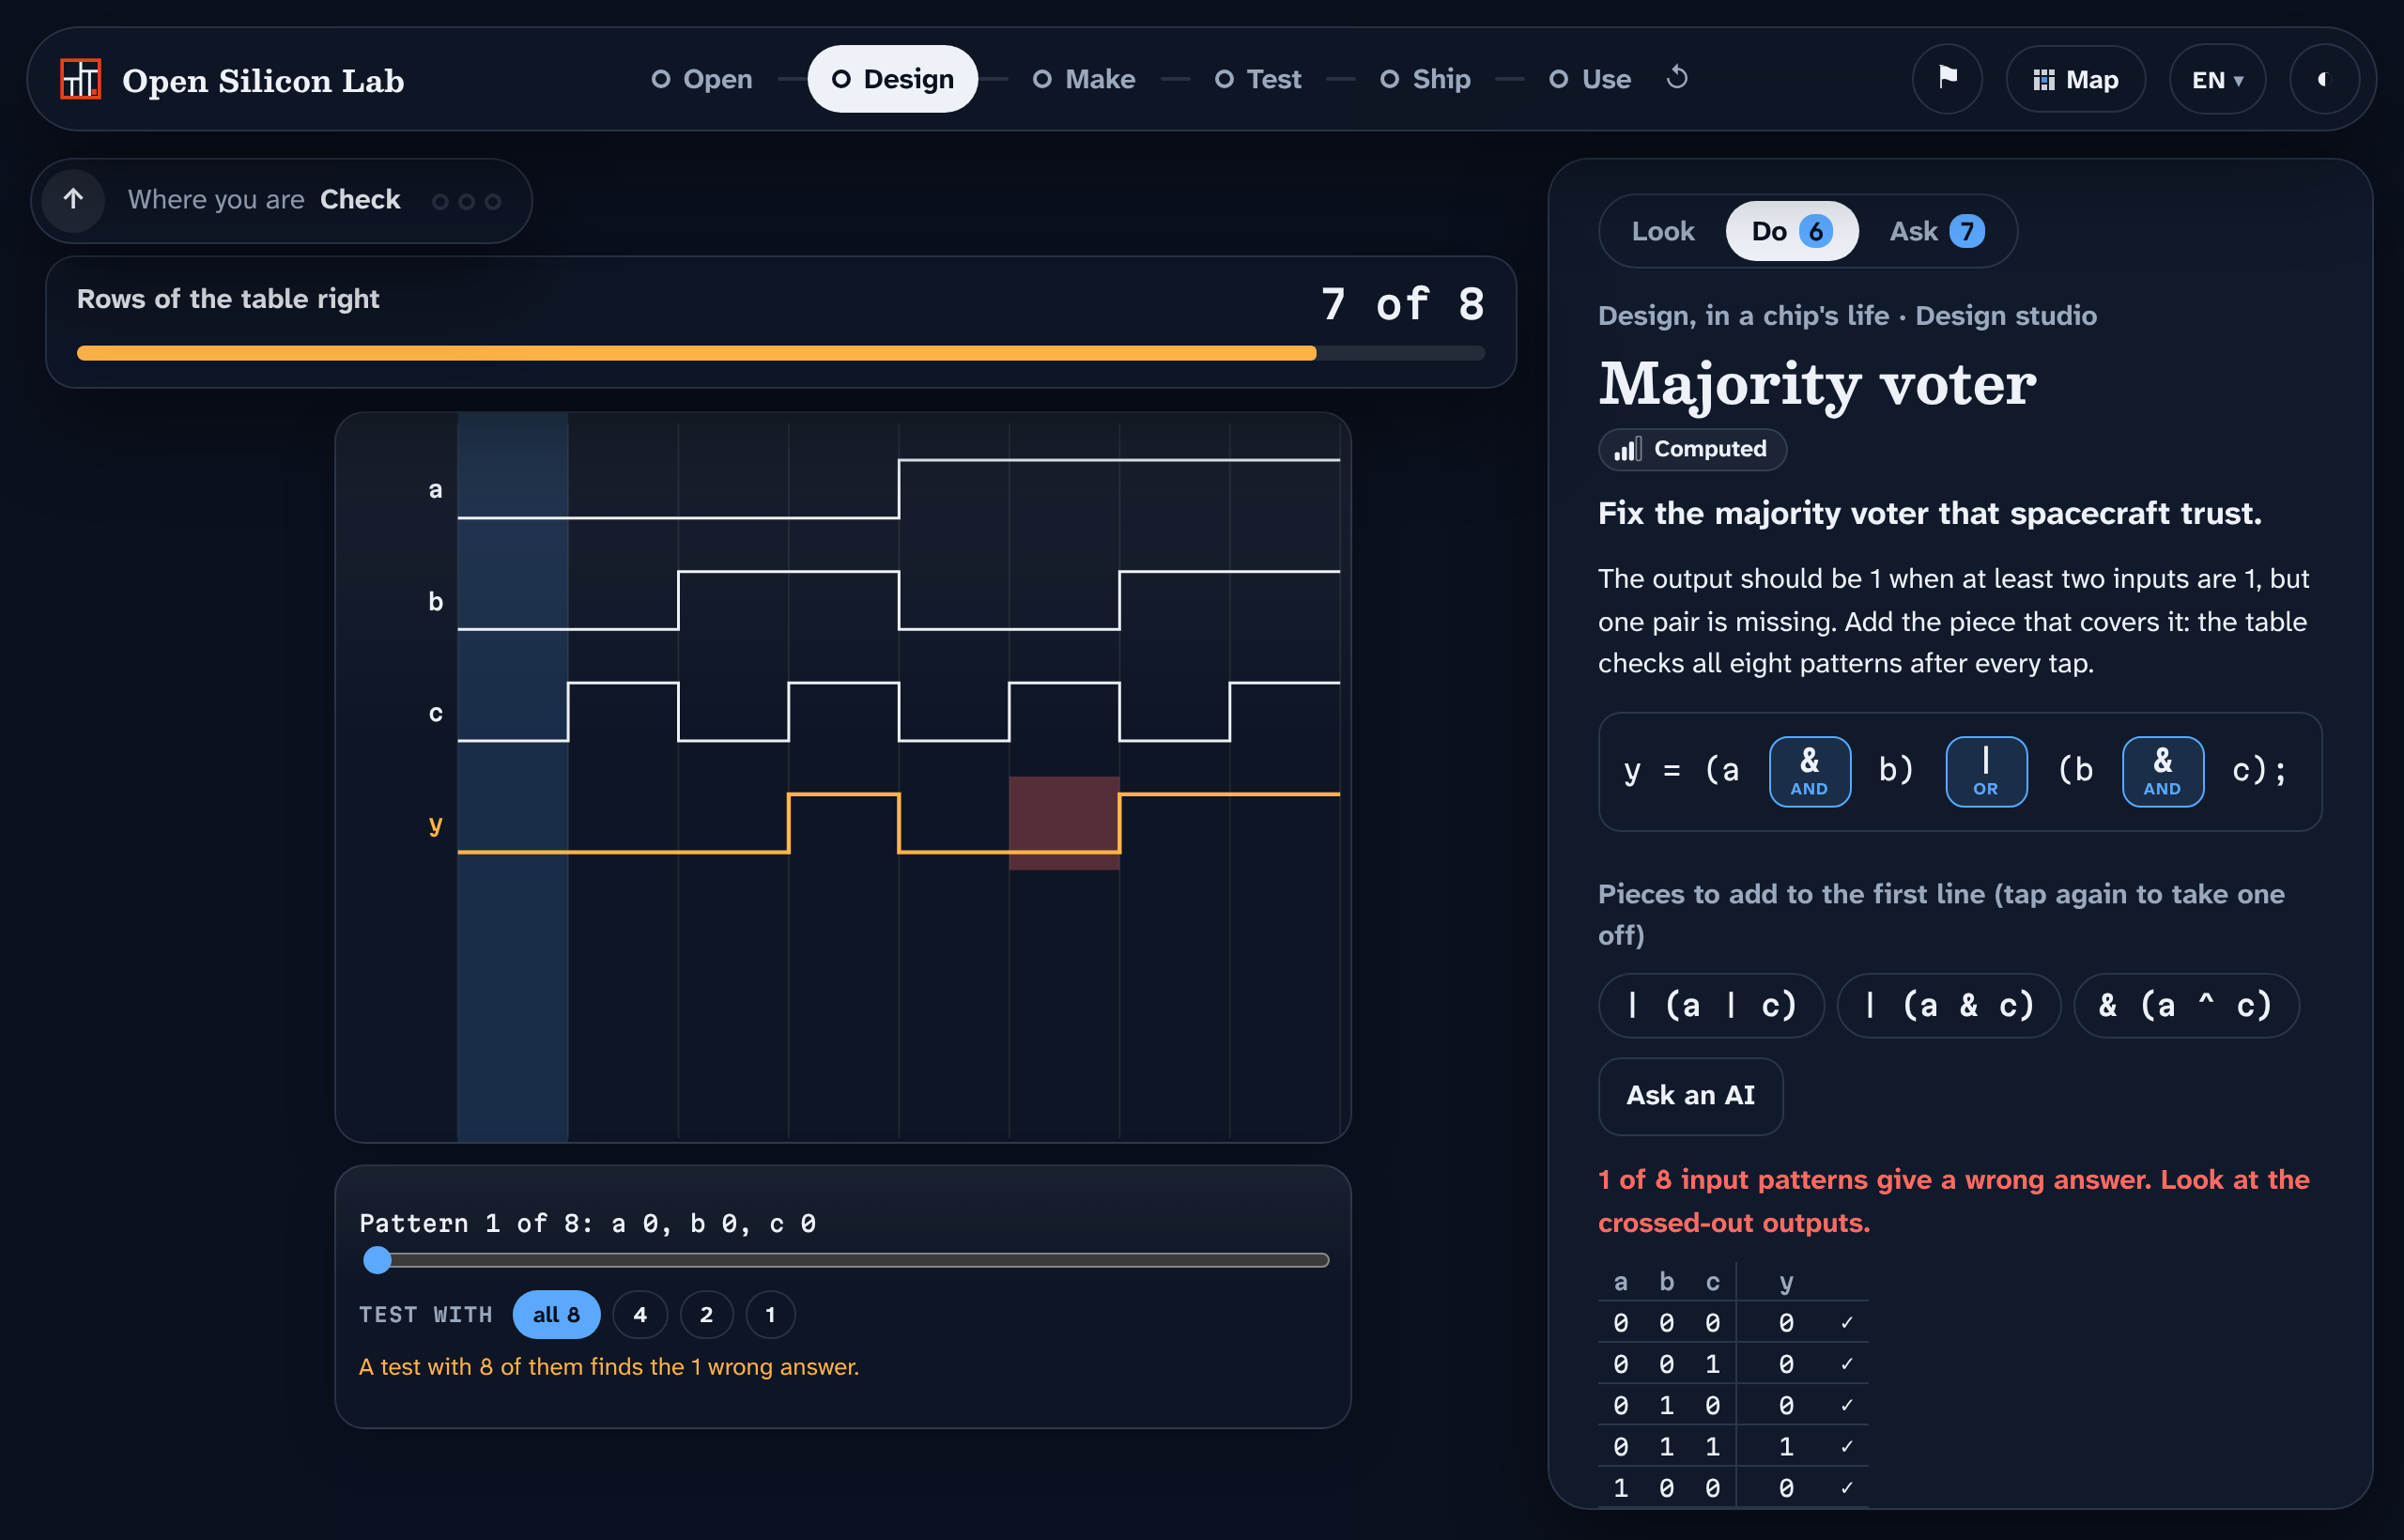 Open Silicon Lab
Open
Design
Make
Test
Ship
Use
Map
EN
Where you are Check
Rows of the table right
7 of 8
a
b
c
y
Pattern 1 of 8: a 0, b 0, c 0
TEST WITH all 8 4 2 1
A test with 8 of them finds the 1 wrong answer.
Look
Do 6
Ask 7
Design, in a chip's life · Design studio
Majority voter
Computed
Fix the majority voter that spacecraft trust.
The output should be 1 when at least two inputs are 1, but
one pair is missing. Add the piece that covers it: the table
checks all eight patterns after every tap.
y = (a & b) | (b & c);
AND OR AND
Pieces to add to the first line (tap again to take one
off)
| (a | c)
| (a & c)
& (a ^ c)
Ask an AI
1 of 8 input patterns give a wrong answer. Look at the
crossed-out outputs.
a b c y
0 0 0 0 ✓
0 0 1 0 ✓
0 1 0 0 ✓
0 1 1 1 ✓
1 0 0 0 ✓